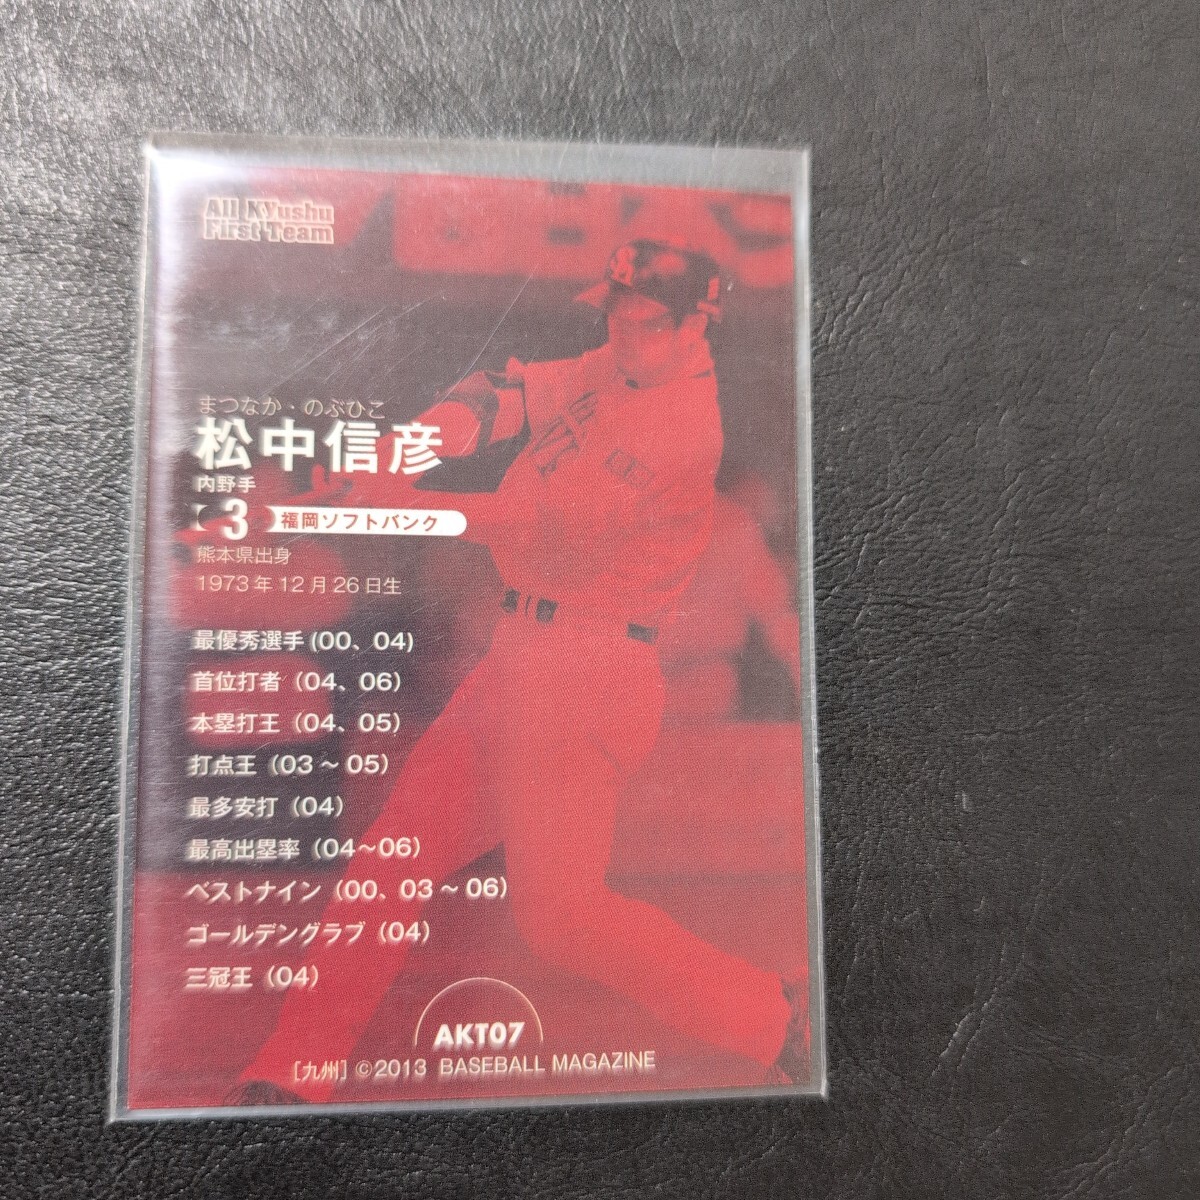 All Kyushu
First Team
まつなか・のぶひこ
松中信彦
内野手
3 福岡ソフトバンク
熊本県出身
1973年12月26日生
最優秀選手(00、04)
首位打者（04、06）
本塁打王（04、05）
打点王（03～05）
最多安打（04）
最高出塁率（04～06）
ベストナイン（00、03～06）
ゴールデングラブ（04）
三冠王（04）
AKT07
［九州］©2013 BASEBALL MAGAZINE